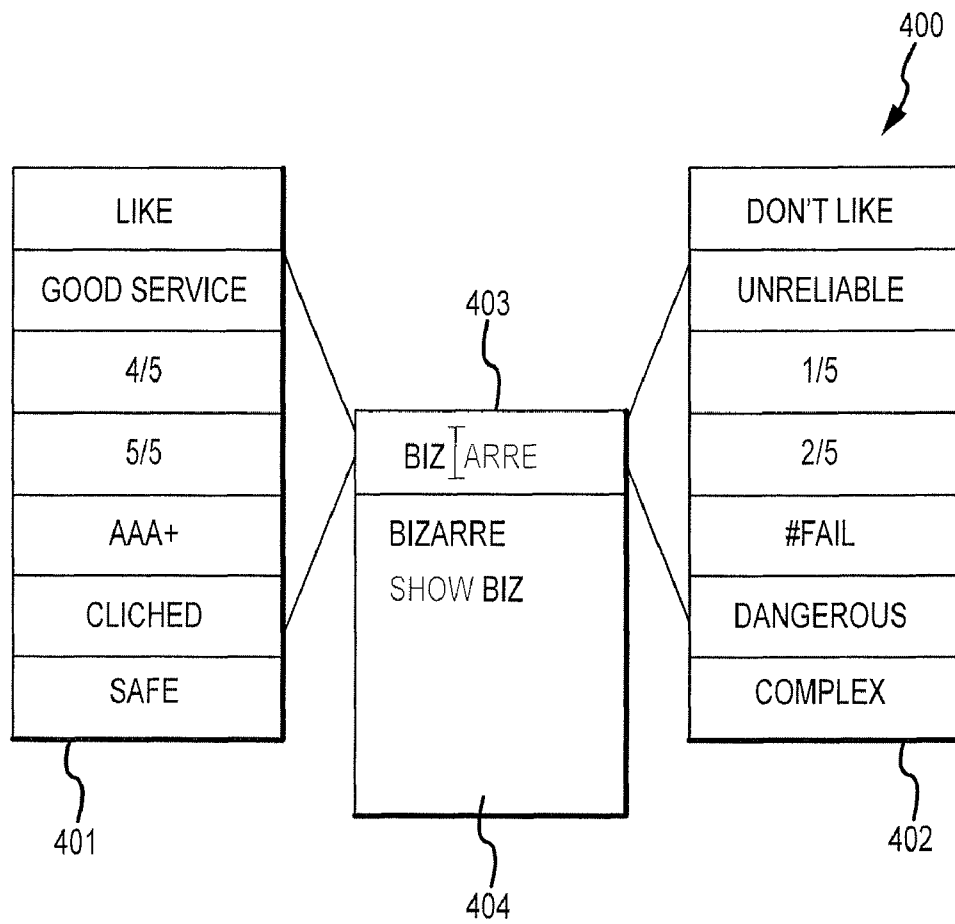 400
LIKE
GOOD SERVICE
4/5
5/5
AAA+
CLICHED
SAFE
401
403
BIZ ARRE
BIZARRE
SHOW BIZ
404
DON'T LIKE
UNRELIABLE
1/5
2/5
#FAIL
DANGEROUS
COMPLEX
402